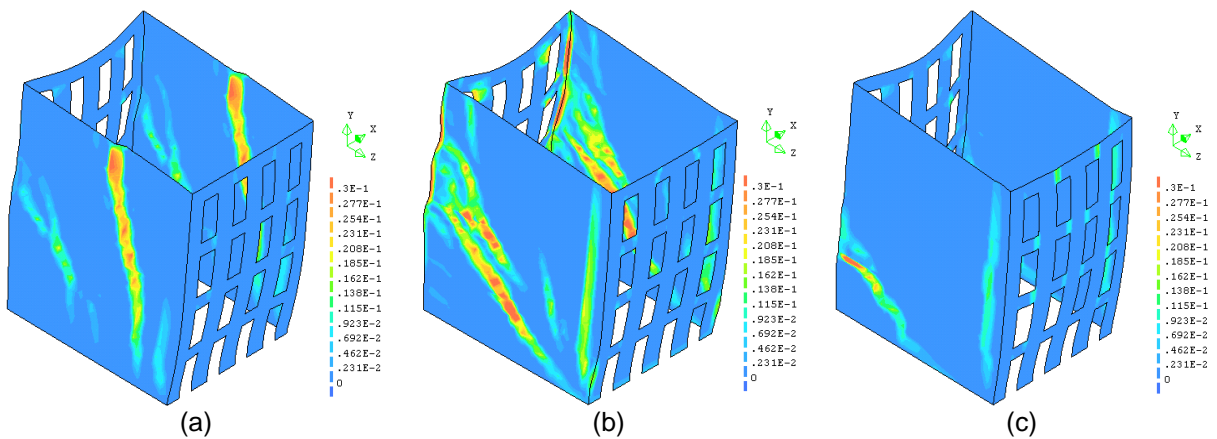 Y
X
Z
.3E-1
.277E-1
.254E-1
.231E-1
.208E-1
.185E-1
.162E-1
.138E-1
.115E-1
.923E-2
.692E-2
.462E-2
.231E-2
0
(a)
Y
X
Z
.3E-1
.277E-1
.254E-1
.231E-1
.208E-1
.185E-1
.162E-1
.138E-1
.115E-1
.923E-2
.692E-2
.462E-2
.231E-2
0
(b)
Y
X
Z
.3E-1
.277E-1
.254E-1
.231E-1
.208E-1
.185E-1
.162E-1
.138E-1
.115E-1
.923E-2
.692E-2
.462E-2
.231E-2
0
(c)